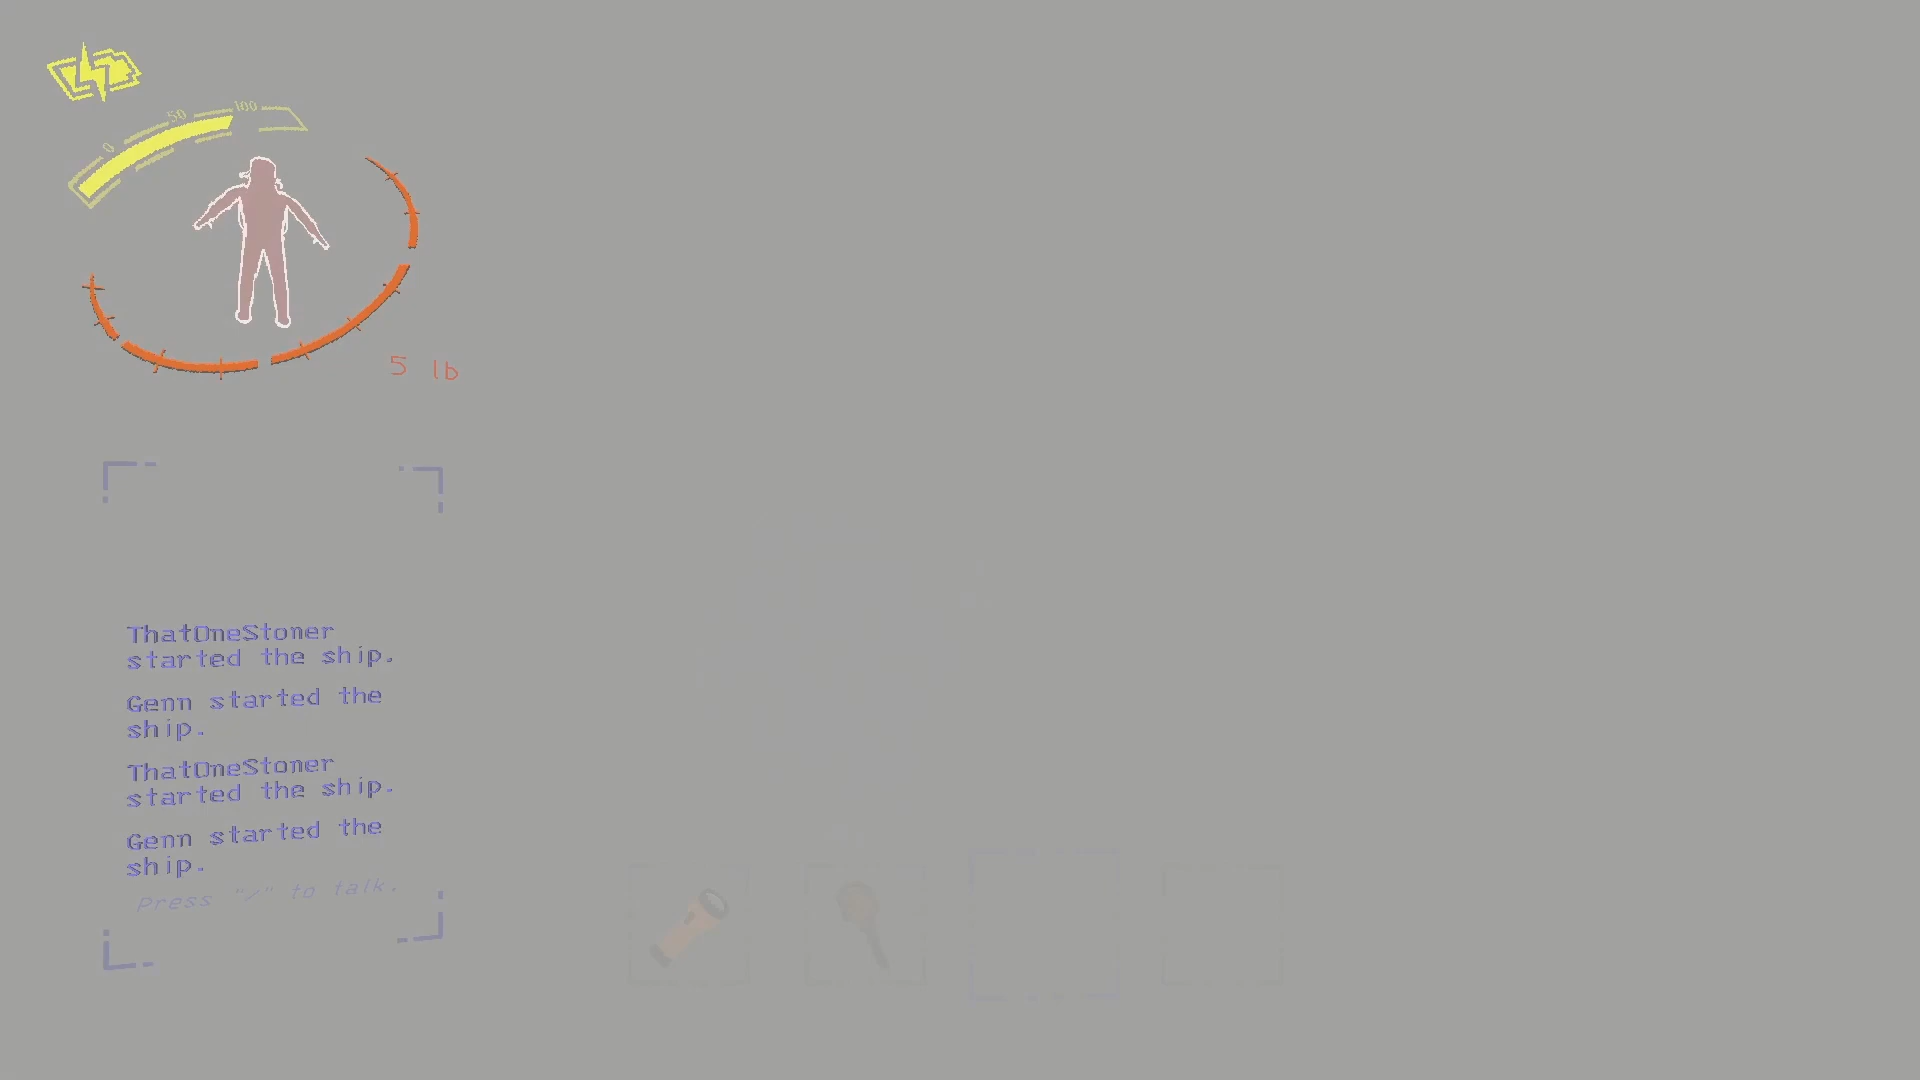 0 50 100
5 lb
ThatOneStoner
started the ship.
Genn started the
ship.
ThatOneStoner
started the ship.
Genn started the
ship.
Press "/" to talk.